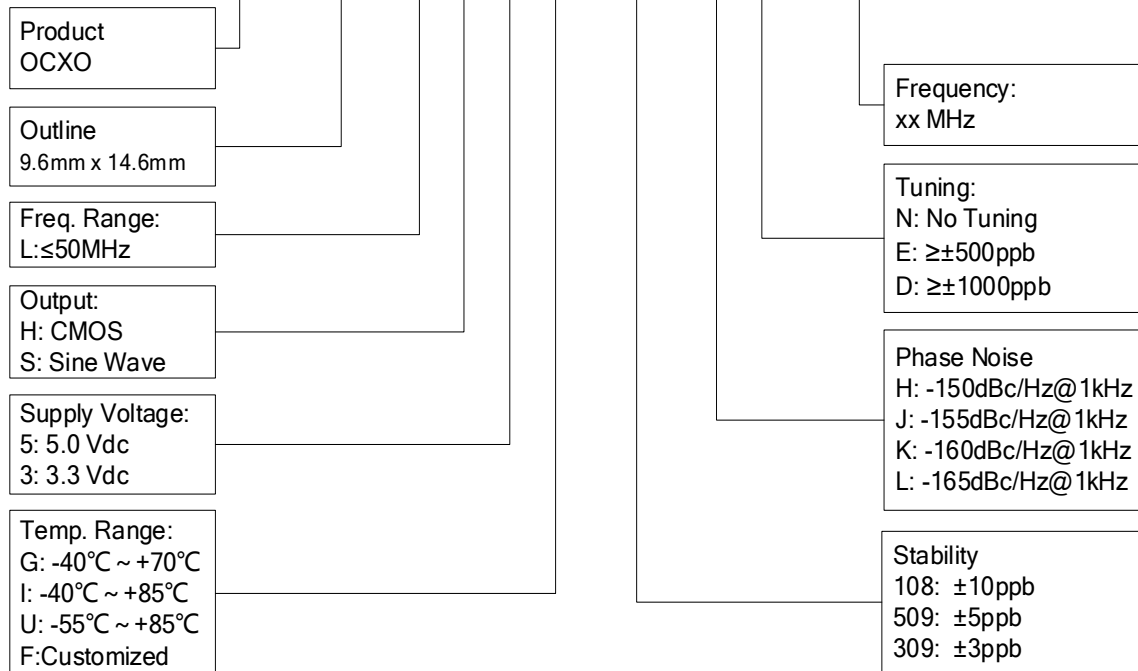 Product
OCXO
Outline
9.6mm x 14.6mm
Freq. Range:
L:≤50MHz
Output:
H: CMOS
S: Sine Wave
Supply Voltage:
5: 5.0 Vdc
3: 3.3 Vdc
Temp. Range:
G: -40℃ ~ +70℃
I: -40℃ ~ +85℃
U: -55℃ ~ +85℃
F:Customized
Frequency:
xx MHz
Tuning:
N: No Tuning
E: ≥±500ppb
D: ≥±1000ppb
Phase Noise
H: -150dBc/Hz@1kHz
J: -155dBc/Hz@1kHz
K: -160dBc/Hz@1kHz
L: -165dBc/Hz@1kHz
Stability
108: ±10ppb
509: ±5ppb
309: ±3ppb